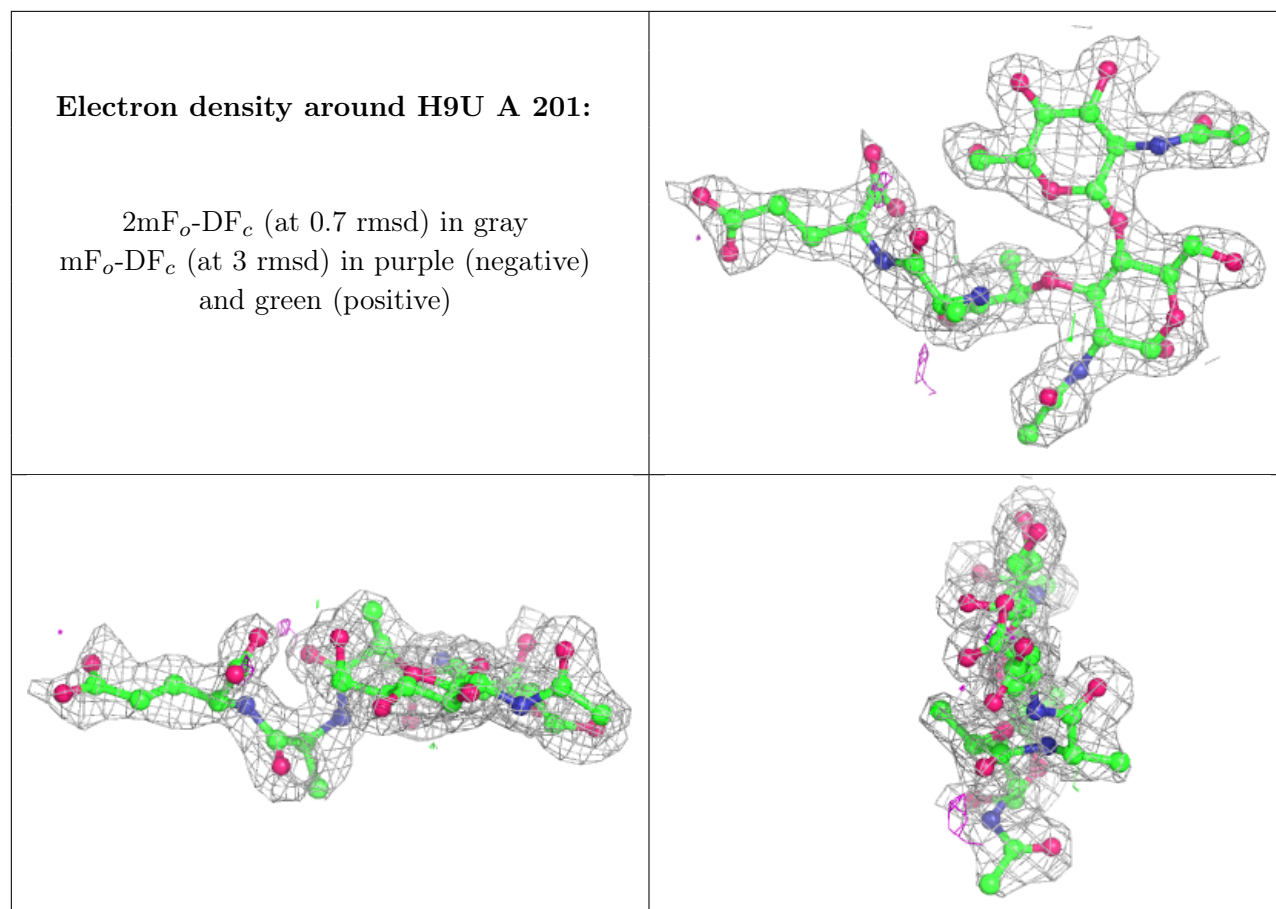 Electron density around H9U A 201:
2mFo-DFc (at 0.7 rmsd) in gray
mFo-DFc (at 3 rmsd) in purple (negative)
and green (positive)